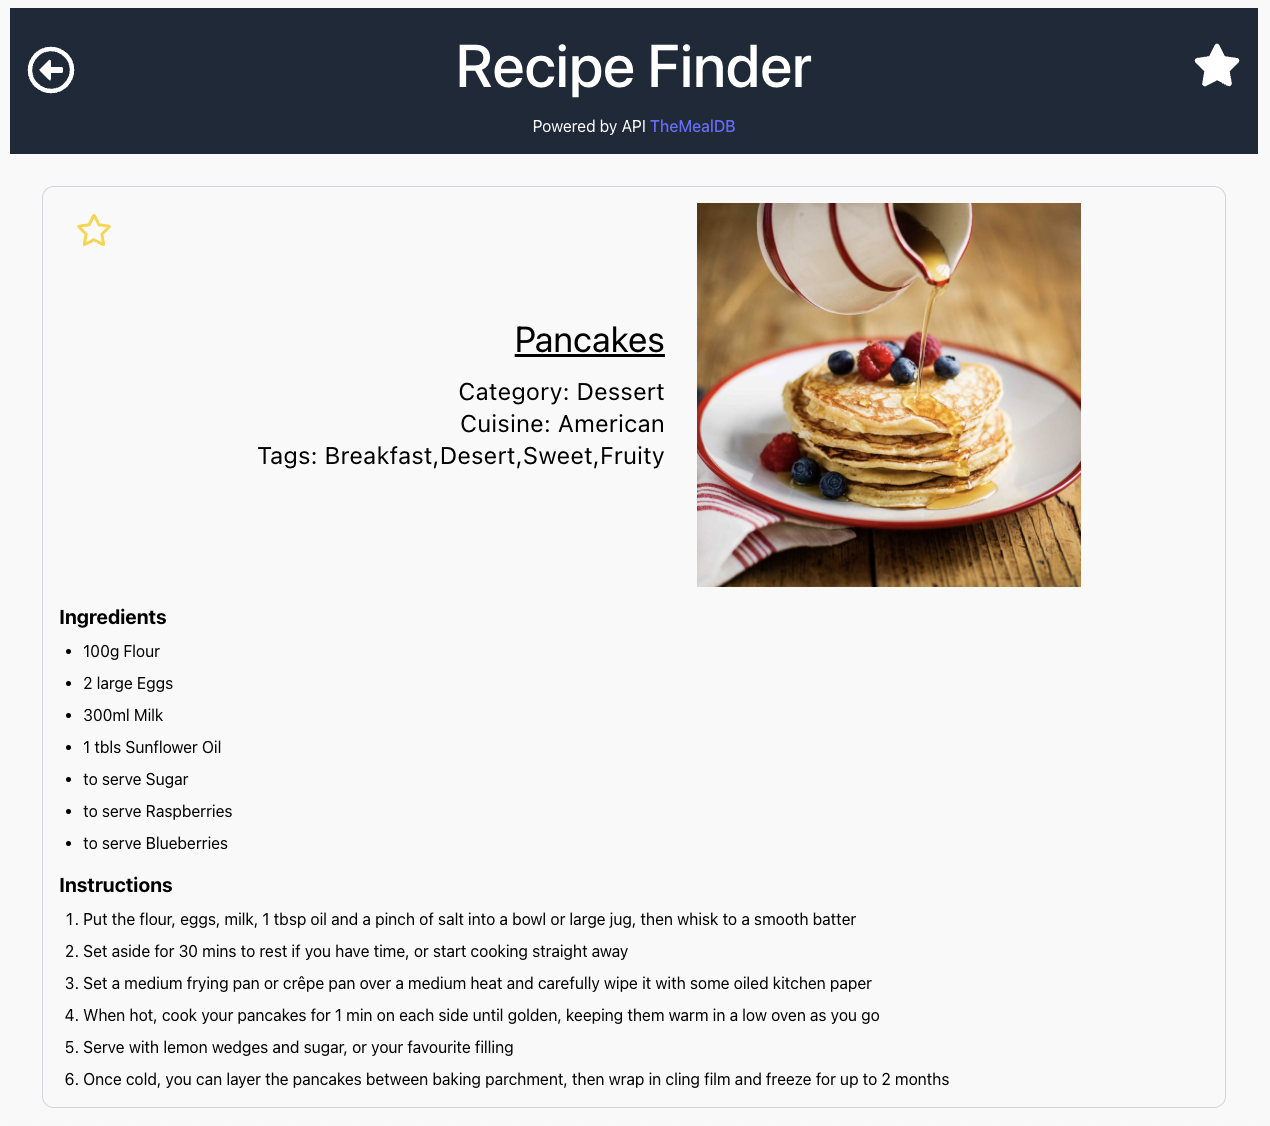 Recipe Finder
Powered by API TheMealDB
Pancakes
Category: Dessert
Cuisine: American
Tags: Breakfast,Desert,Sweet,Fruity
Ingredients
• 100g Flour
• 2 large Eggs
• 300ml Milk
• 1 tbls Sunflower Oil
• to serve Sugar
• to serve Raspberries
• to serve Blueberries
Instructions
1. Put the flour, eggs, milk, 1 tbsp oil and a pinch of salt into a bowl or large jug, then whisk to a smooth batter
2. Set aside for 30 mins to rest if you have time, or start cooking straight away
3. Set a medium frying pan or crêpe pan over a medium heat and carefully wipe it with some oiled kitchen paper
4. When hot, cook your pancakes for 1 min on each side until golden, keeping them warm in a low oven as you go
5. Serve with lemon wedges and sugar, or your favourite filling
6. Once cold, you can layer the pancakes between baking parchment, then wrap in cling film and freeze for up to 2 months